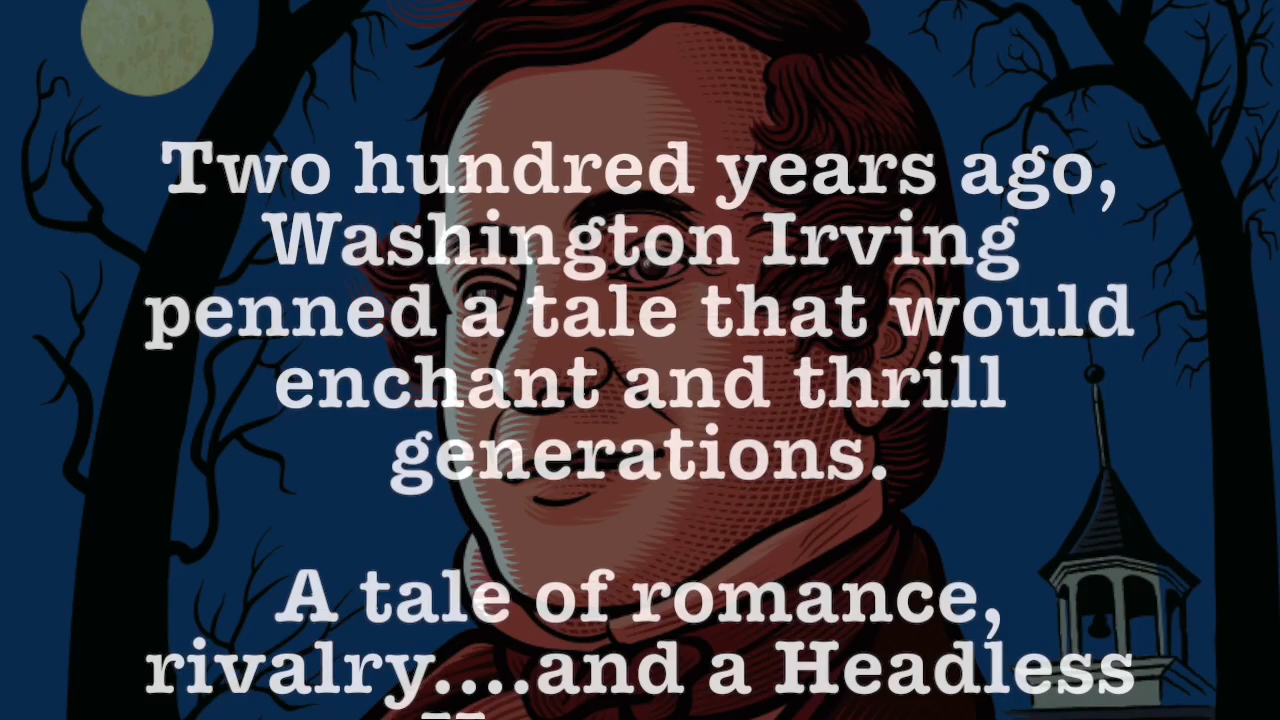 Two hundred years ago,
Washington Irving
penned a tale that would
enchant and thrill
generations.
A tale of romance,
rivalry....and a Headless